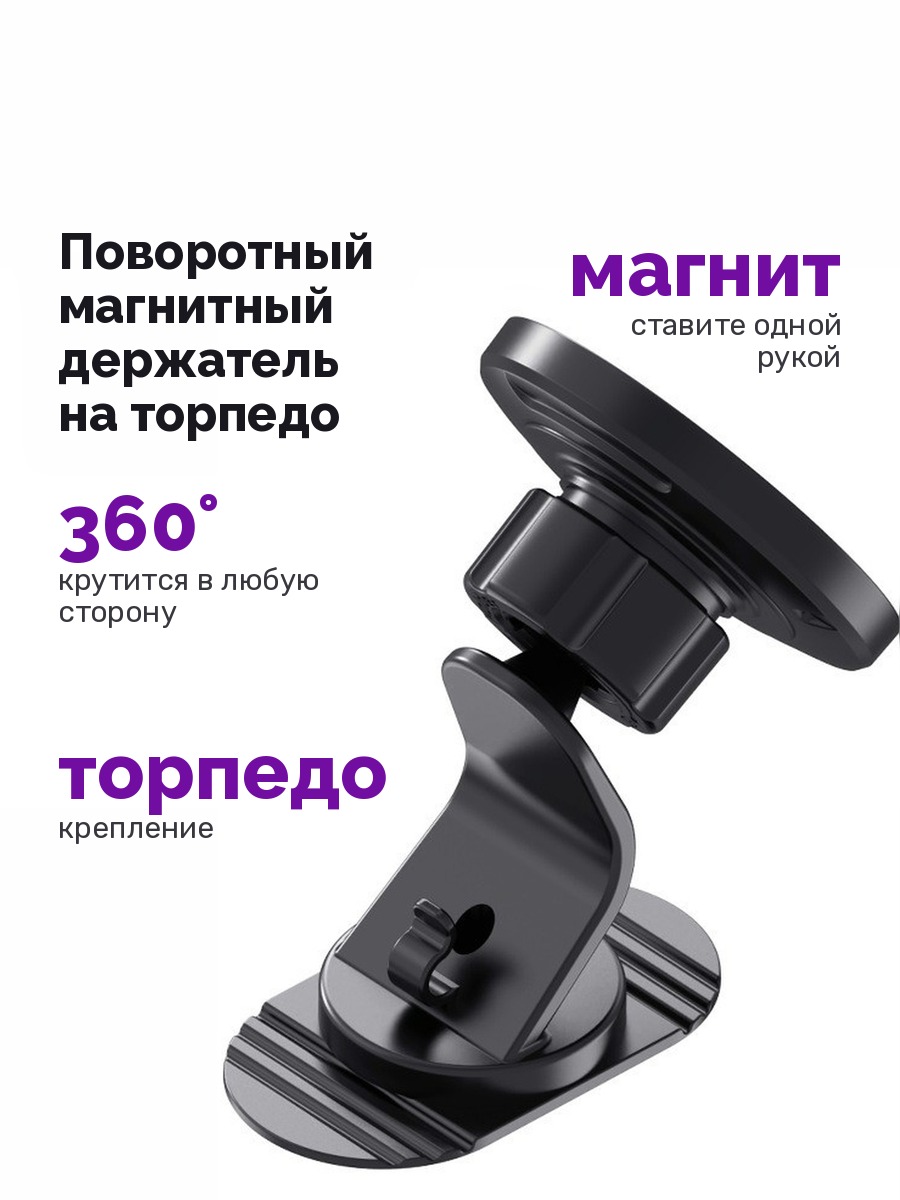 Поворотный
магнитный
держатель
на торпедо
магнит
ставите одной
рукой
360°
крутится в любую
сторону
торпедо
крепление